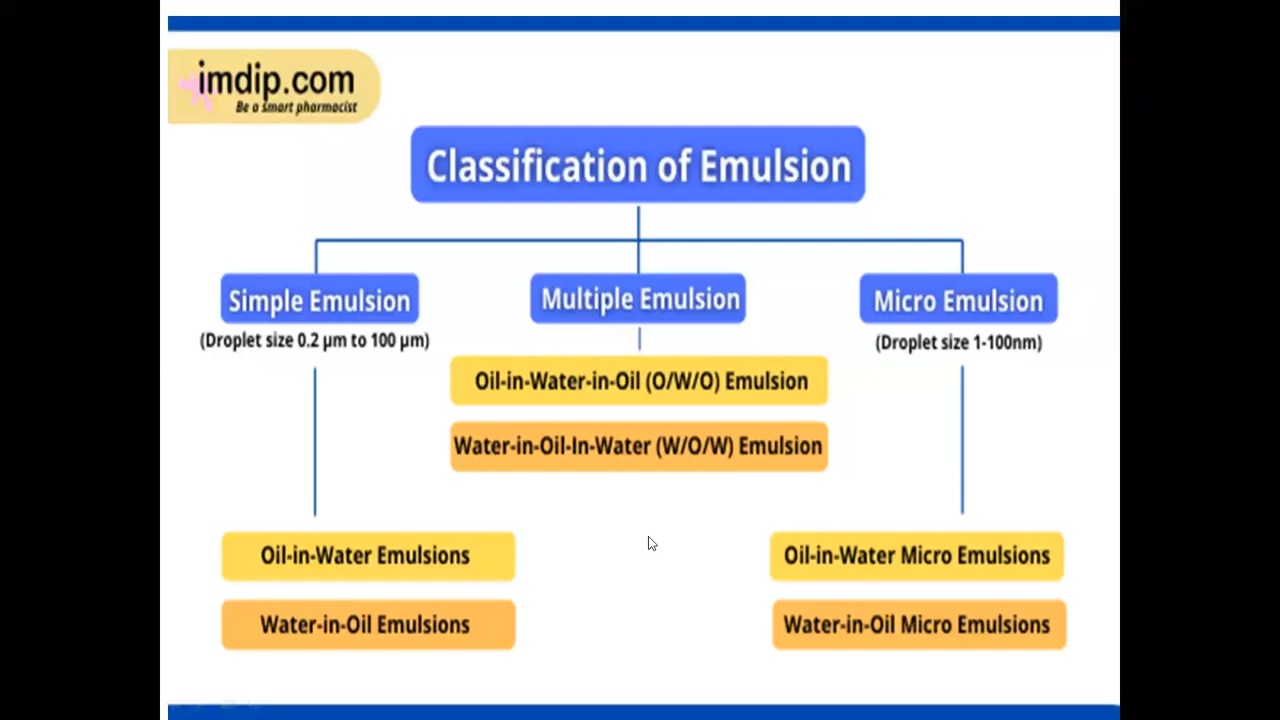 imdip.com
Be a smart pharmacist
Classification of Emulsion
Simple Emulsion
(Droplet size 0.2 µm to 100 µm)
Oil-in-Water Emulsions
Water-in-Oil Emulsions
Multiple Emulsion
Oil-in-Water-in-Oil (O/W/O) Emulsion
Water-in-Oil-In-Water (W/O/W) Emulsion
Micro Emulsion
(Droplet size 1-100nm)
Oil-in-Water Micro Emulsions
Water-in-Oil Micro Emulsions